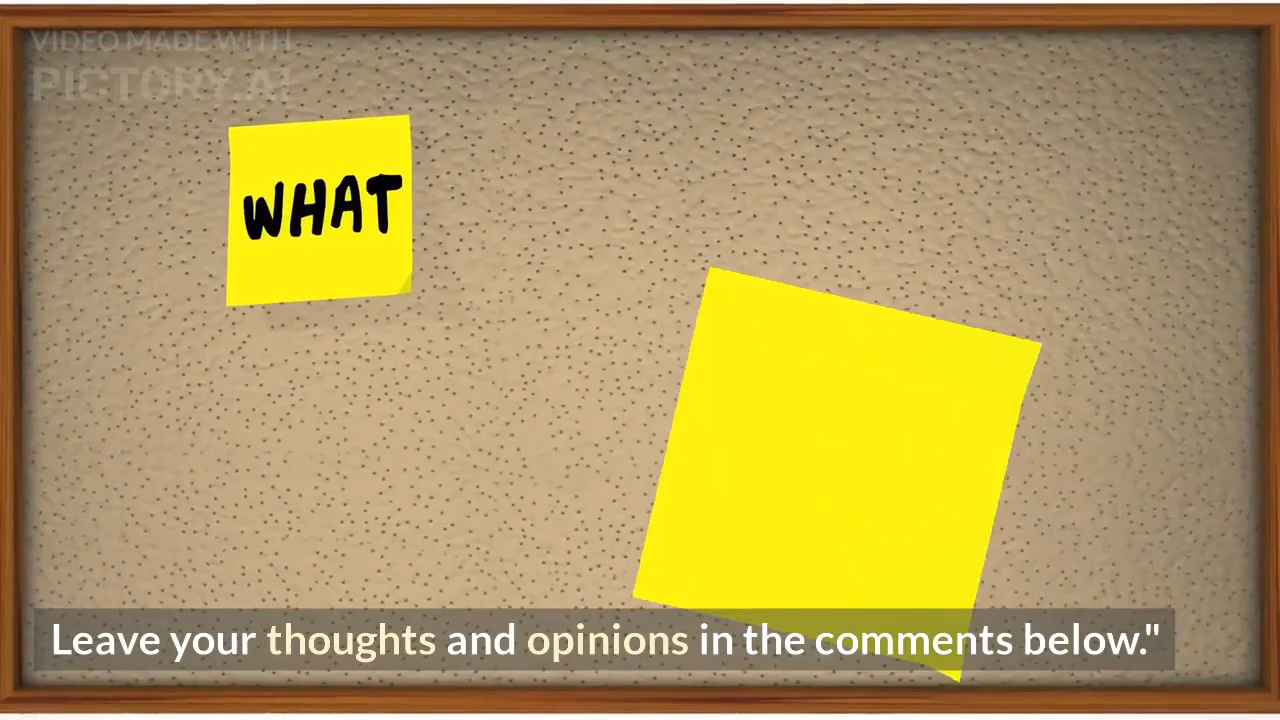 VIDEO MADE WITH
PICTORY.AI
WHAT
Leave your thoughts and opinions in the comments below."